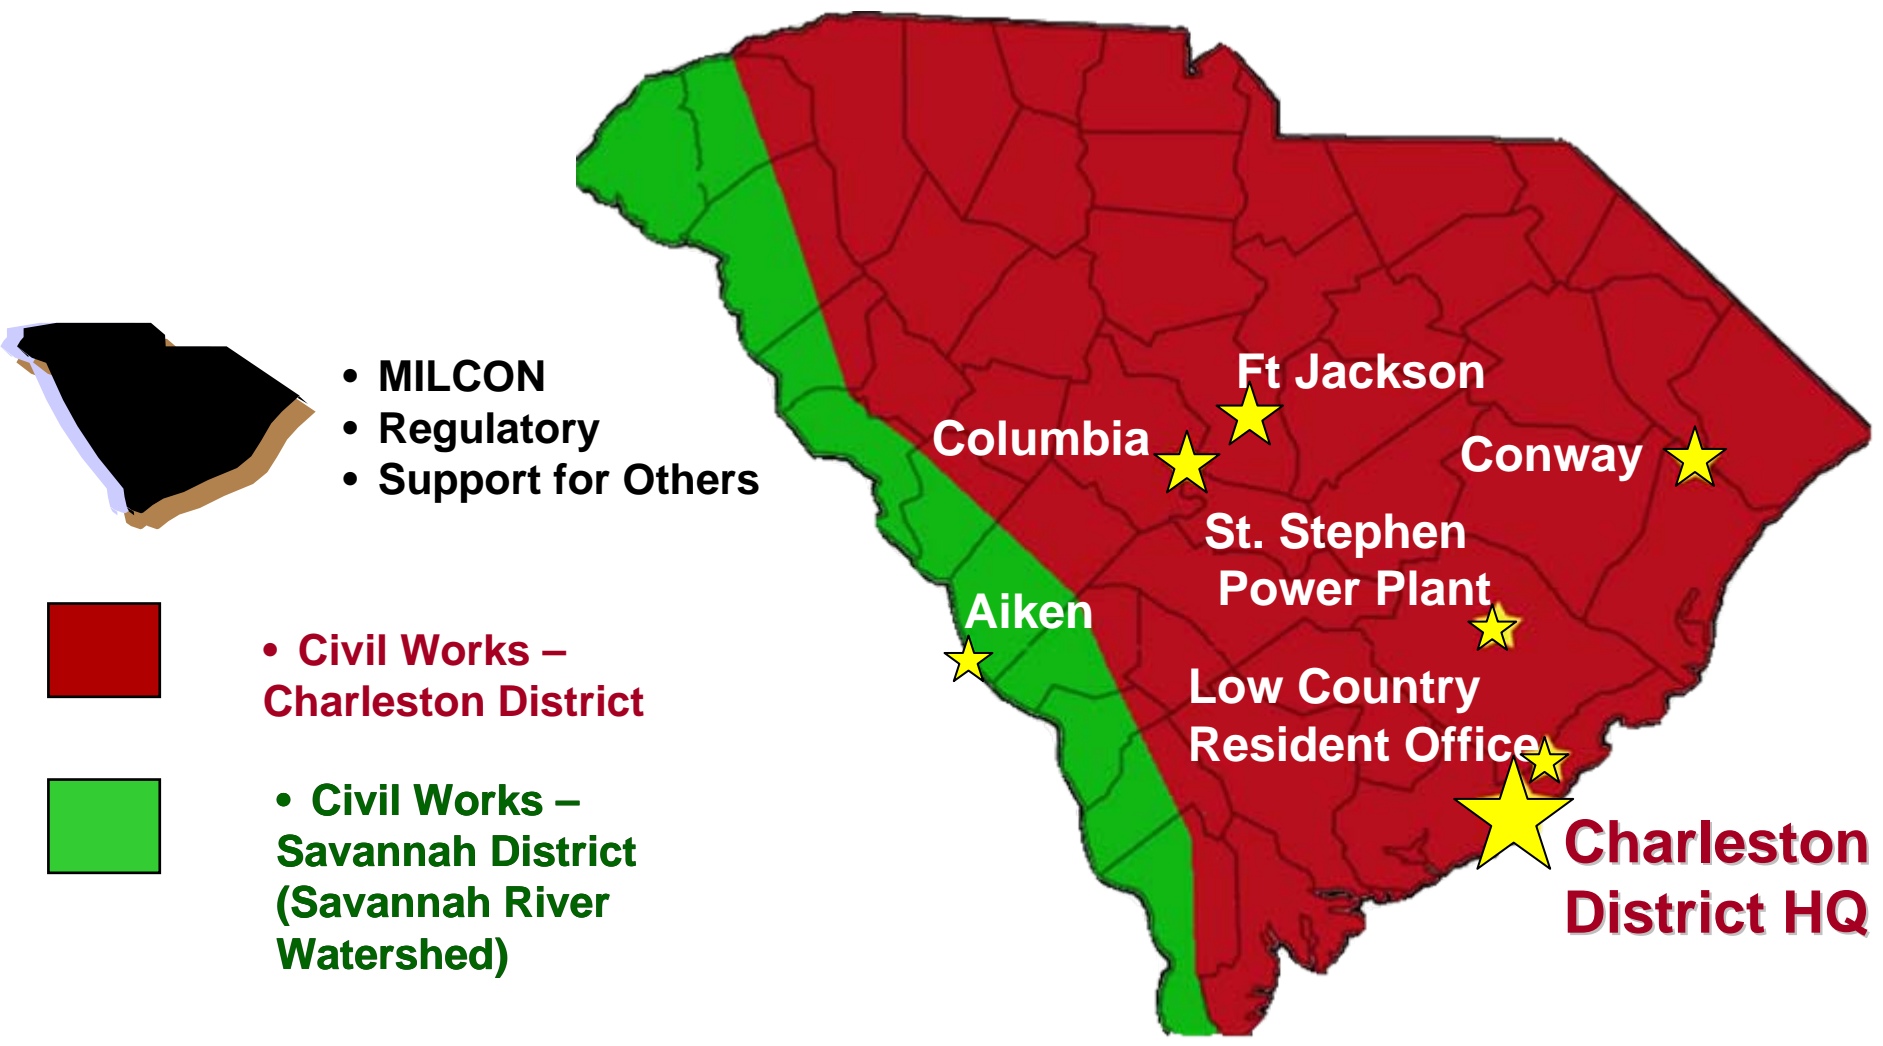 • MILCON
• Regulatory
• Support for Others
• Civil Works –
Charleston District
• Civil Works –
Savannah District
(Savannah River
Watershed)
Ft Jackson
Columbia
Conway
St. Stephen
Power Plant
Aiken
Low Country
Resident Office
Charleston
District HQ